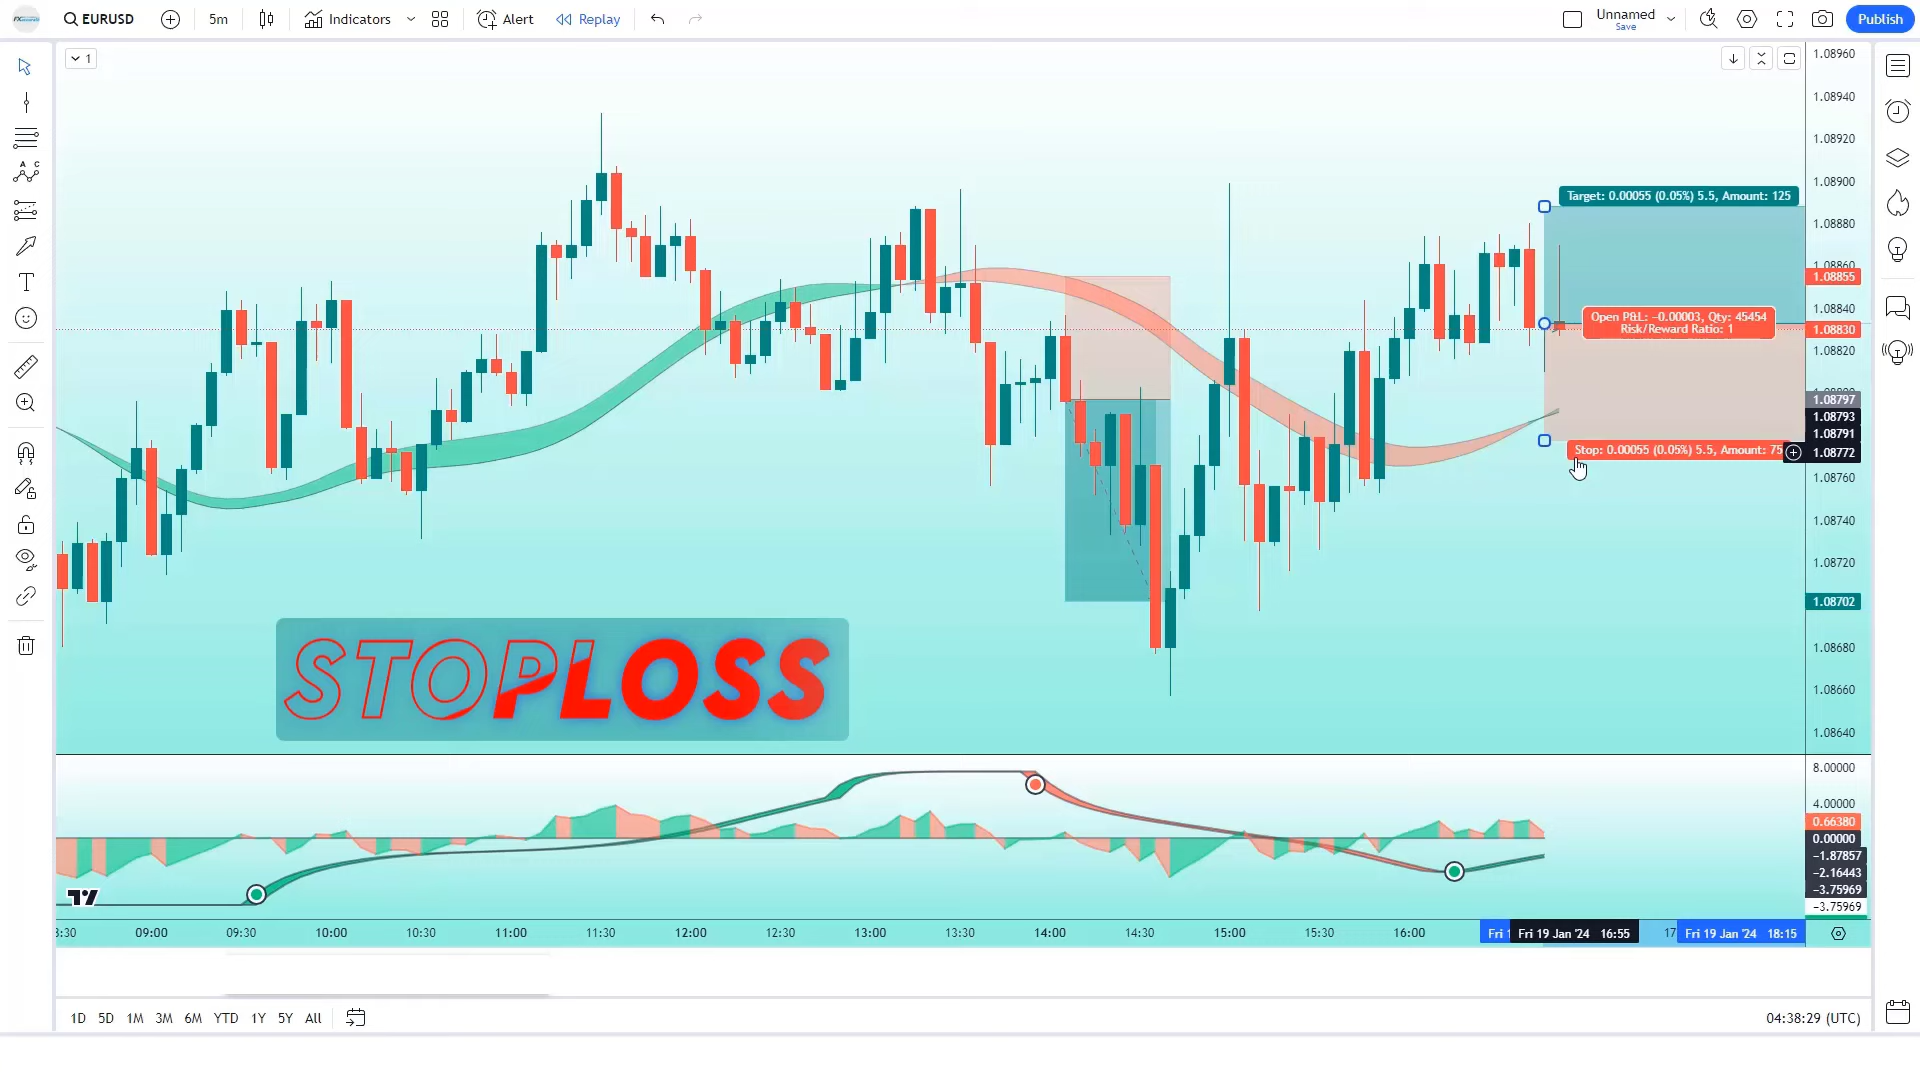 EURUSD
5m
Indicators
Alert
Replay
Unnamed
Save
Publish
1
1.08960
1.08940
1.08920
1.08900
1.08880
1.08860
1.08855
1.08840
1.08830
1.08820
1.08797
1.08793
1.08791
1.08772
1.08760
1.08740
1.08720
1.08702
1.08680
1.08660
1.08640
Target: 0.00055 (0.05%) 5.5, Amount: 125
Open P&L: −0.00003, Qty: 45454
Risk/Reward Ratio: 1
Stop: 0.00055 (0.05%) 5.5, Amount: 75
STOPLOSS
8.00000
4.00000
0.66380
0.00000
−1.87857
−2.16443
−3.75969
−3.75969
09:00 09:30 10:00 10:30 11:00 11:30 12:00 12:30 13:00 13:30 14:00 14:30 15:00 15:30 16:00 Fri 19 Jan '24 16:55 17 Fri 19 Jan '24 18:15
1D 5D 1M 3M 6M YTD 1Y 5Y All
04:38:29 (UTC)